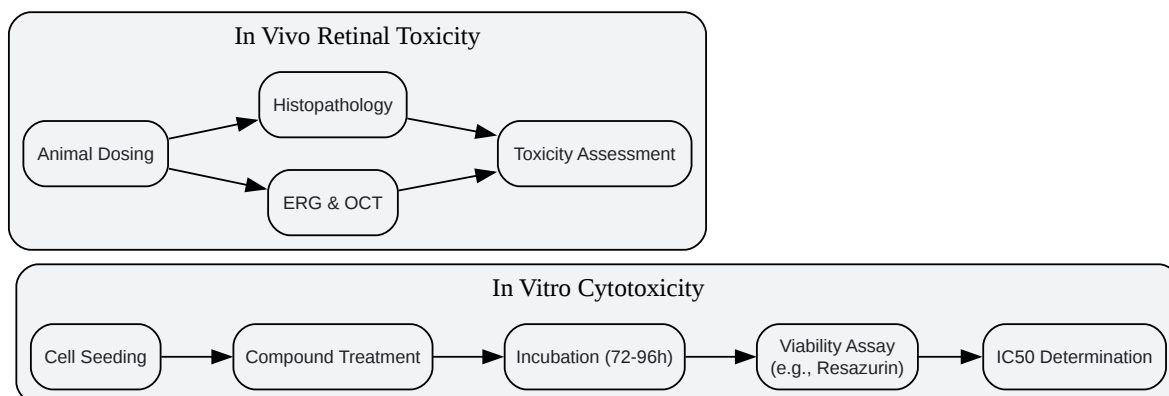 In Vivo Retinal Toxicity
Histopathology
Animal Dosing
Toxicity Assessment
ERG & OCT
In Vitro Cytotoxicity
Cell Seeding
Compound Treatment
Incubation (72-96h)
Viability Assay
(e.g., Resazurin)
IC50 Determination